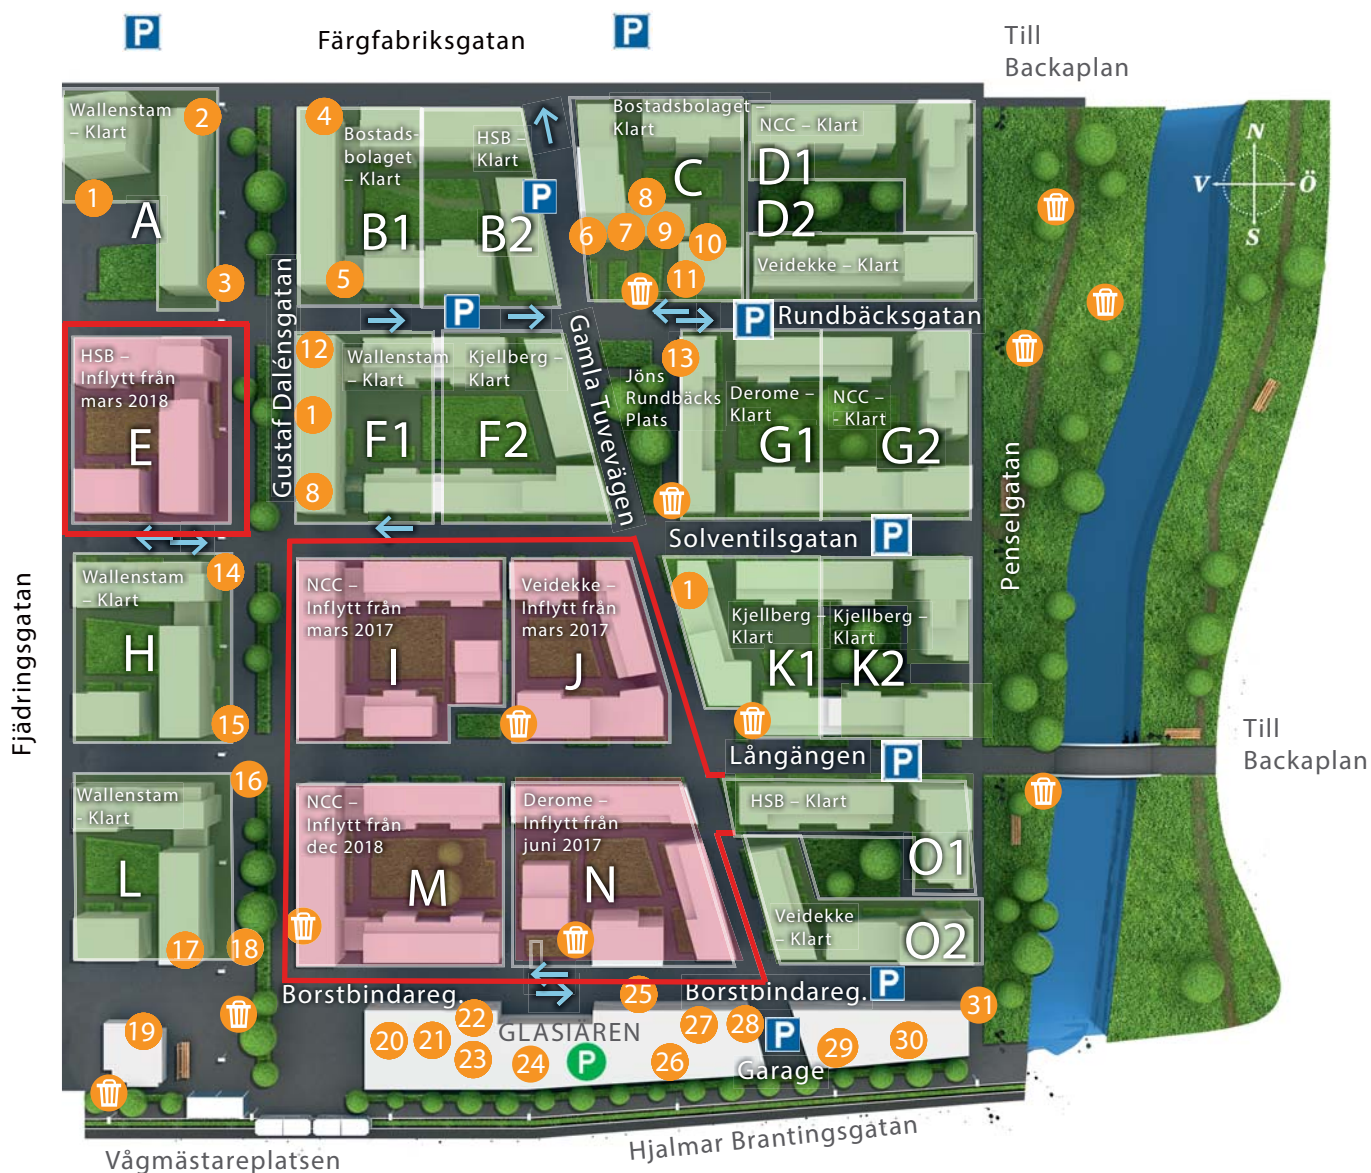 P
P
Färgfabriksgatan
Till
Backaplan
Wallenstam
– Klart
2
1
A
3
4
Bostads-
bolaget
– Klart
B1
5
HSB –
Klart
P
B2
Bostadsbolaget –
Klart
C
8
6
7
9
10
11
NCC – Klart
D1
D2
Veidekke – Klart
N
V
Ö
S
Gustaf Dalénsgatan
P
P
Rundbäcksgatan
HSB –
Inflytt från
mars 2018
E
12
Wallenstam
– Klart
1
F1
8
Kjellberg –
Klart
F2
Gamla Tuvevägen
13
Jöns
Rundbäcks
Plats
Derome –
Klart
G1
NCC –
- Klart
G2
Penselgatan
Solventilsgatan
P
Fjädringsgatan
14
Wallenstam
– Klart
H
15
NCC –
Inflytt från
mars 2017
I
Veidekke –
Inflytt från
mars 2017
J
1
Kjellberg –
Klart
K1
Kjellberg –
Klart
K2
Långängen
P
Till
Backaplan
16
Wallenstam
- Klart
L
17
18
NCC –
Inflytt från
dec 2018
M
Derome –
Inflytt från
juni 2017
N
HSB – Klart
O1
Veidekke
– Klart
O2
Borstbindareg.
25
Borstbindareg.
P
31
19
20
21
22
23
GLASIÄREN
24
P
26
27
28
P
Garage
29
30
Hjalmar Brantingsgatan
Vågmästareplatsen